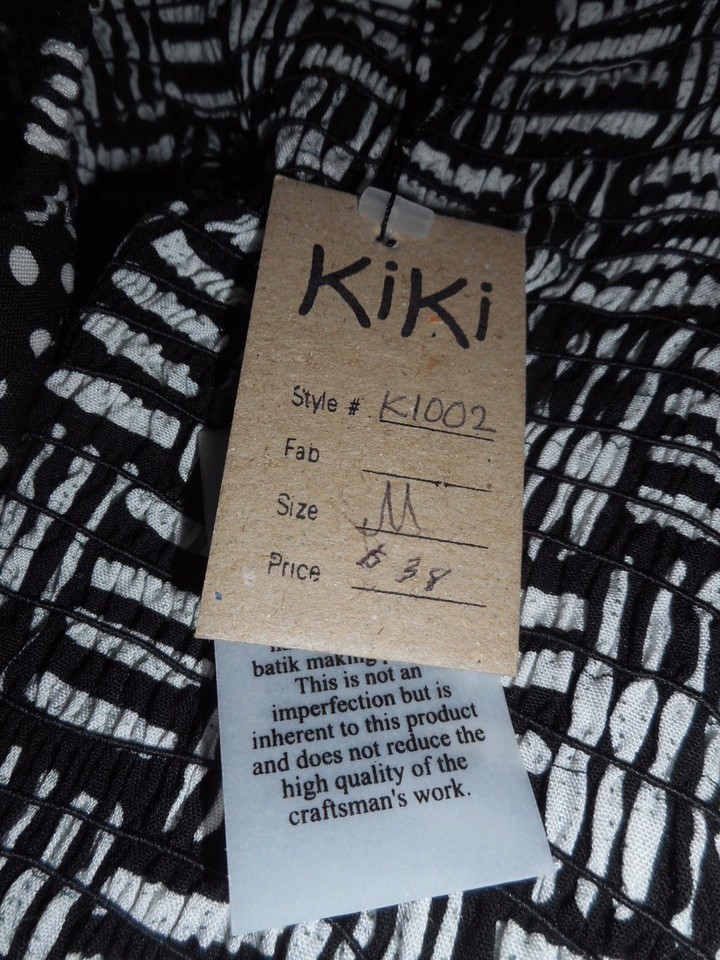 KiKi
Style # K1002
Fab
Size M
Price $ 38
batik making
This is not an
imperfection but is
inherent to this product
and does not reduce the
high quality of the
craftsman's work.